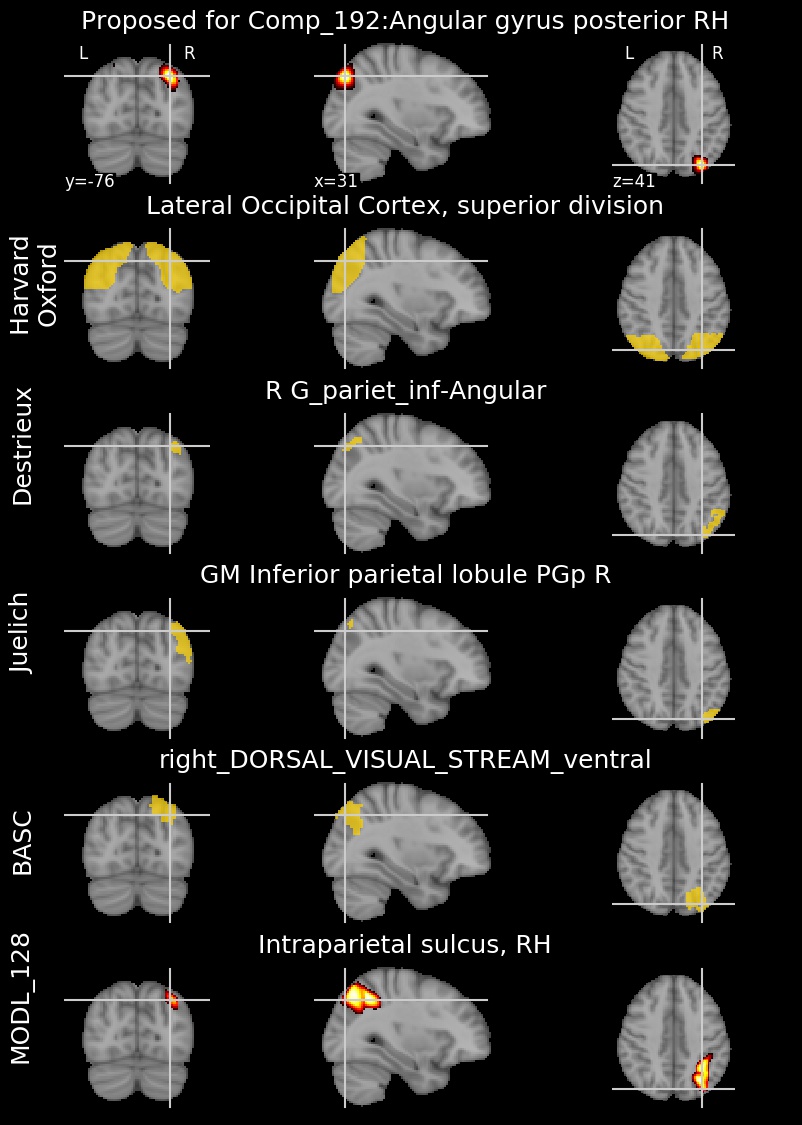 Proposed for Comp_192:Angular gyrus posterior RH
L R
L R
y=-76
x=31
z=41
Lateral Occipital Cortex, superior division
Harvard
Oxford
R G_pariet_inf-Angular
Destrieux
GM Inferior parietal lobule PGp R
Juelich
right_DORSAL_VISUAL_STREAM_ventral
BASC
Intraparietal sulcus, RH
MODL_128